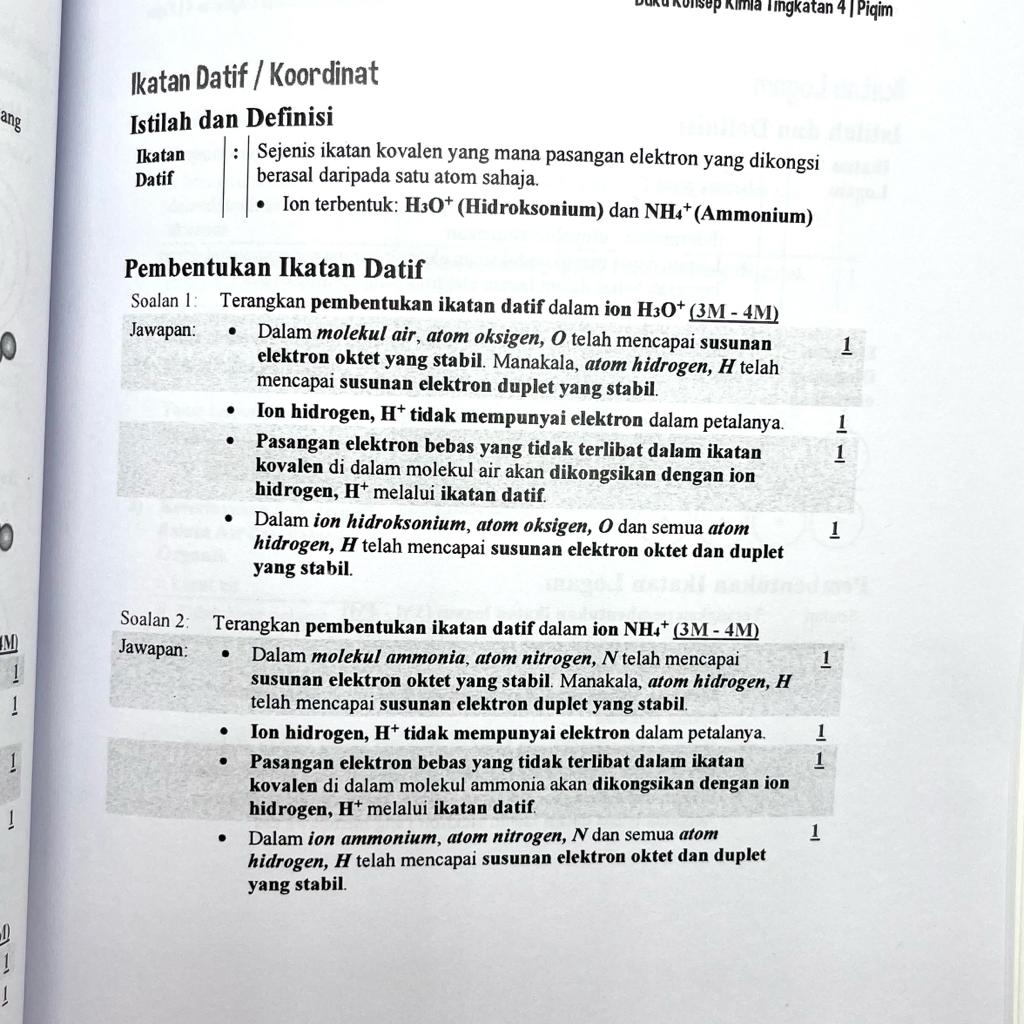 Buku Konsep Kimia Tingkatan 4 | Piqim
Ikatan Datif / Koordinat
Istilah dan Definisi
Ikatan Datif : Sejenis ikatan kovalen yang mana pasangan elektron yang dikongsi
berasal daripada satu atom sahaja.
• Ion terbentuk: H₃O⁺ (Hidroksonium) dan NH₄⁺ (Ammonium)
Pembentukan Ikatan Datif
Soalan 1: Terangkan pembentukan ikatan datif dalam ion H₃O⁺ (3M - 4M)
Jawapan: • Dalam molekul air, atom oksigen, O telah mencapai susunan 1
elektron oktet yang stabil. Manakala, atom hidrogen, H telah
mencapai susunan elektron duplet yang stabil.
• Ion hidrogen, H⁺ tidak mempunyai elektron dalam petalanya. 1
• Pasangan elektron bebas yang tidak terlibat dalam ikatan 1
kovalen di dalam molekul air akan dikongsikan dengan ion
hidrogen, H⁺ melalui ikatan datif.
• Dalam ion hidroksonium, atom oksigen, O dan semua atom 1
hidrogen, H telah mencapai susunan elektron oktet dan duplet
yang stabil.
Soalan 2: Terangkan pembentukan ikatan datif dalam ion NH₄⁺ (3M - 4M)
Jawapan: • Dalam molekul ammonia, atom nitrogen, N telah mencapai 1
susunan elektron oktet yang stabil. Manakala, atom hidrogen, H
telah mencapai susunan elektron duplet yang stabil.
• Ion hidrogen, H⁺ tidak mempunyai elektron dalam petalanya. 1
• Pasangan elektron bebas yang tidak terlibat dalam ikatan 1
kovalen di dalam molekul ammonia akan dikongsikan dengan ion
hidrogen, H⁺ melalui ikatan datif.
• Dalam ion ammonium, atom nitrogen, N dan semua atom 1
hidrogen, H telah mencapai susunan elektron oktet dan duplet
yang stabil.